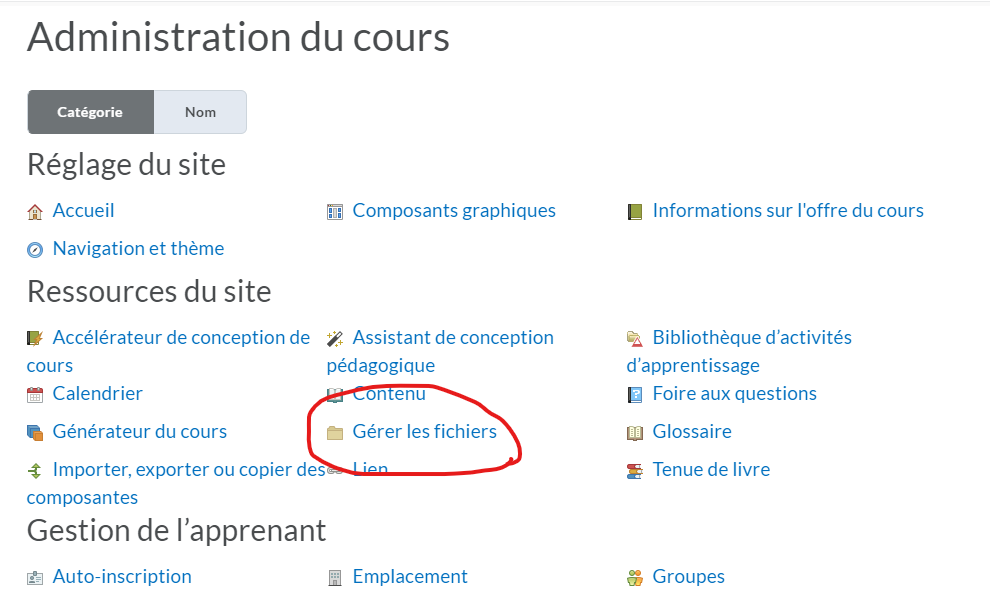 Administration du cours
Catégorie Nom
Réglage du site
Accueil Composants graphiques Informations sur l'offre du cours
Navigation et thème
Ressources du site
Accélérateur de conception de Assistant de conception Bibliothèque d’activités
cours pédagogique d’apprentissage
Calendrier Contenu Foire aux questions
Générateur du cours Gérer les fichiers Glossaire
Importer, exporter ou copier des Lien Tenue de livre
composantes
Gestion de l’apprenant
Auto-inscription Emplacement Groupes